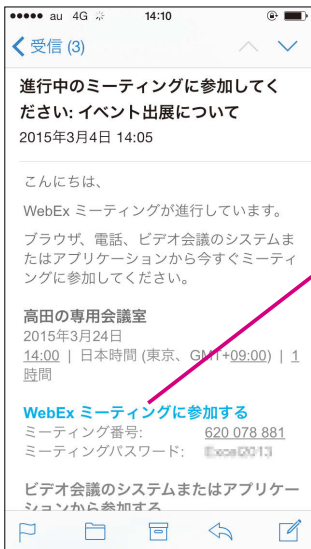 au 4G 14:10
受信 (3)
進行中のミーティングに参加してく
ださい: イベント出展について
2015年3月4日 14:05
こんにちは、
WebEx ミーティングが進行しています。
ブラウザ、電話、ビデオ会議のシステムま
たはアプリケーションから今すぐミーティ
ングに参加してください。
高田の専用会議室
2015年3月24日
14:00 | 日本時間 (東京、GMT+09:00) | 1
時間
WebEx ミーティングに参加する
ミーティング番号: 620 078 881
ミーティングパスワード:
ビデオ会議のシステムまたはアプリケー
ションから参加する